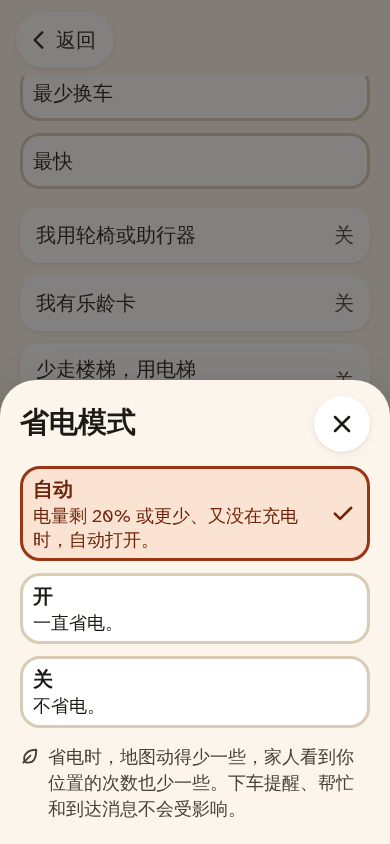 返回
最少换车
最快
我用轮椅或助行器 关
我有乐龄卡 关
少走楼梯，用电梯
省电模式
自动
电量剩 20% 或更少、又没在充电
时，自动打开。
开
一直省电。
关
不省电。
省电时，地图动得少一些，家人看到你
位置的次数也少一些。下车提醒、帮忙
和到达消息不会受影响。